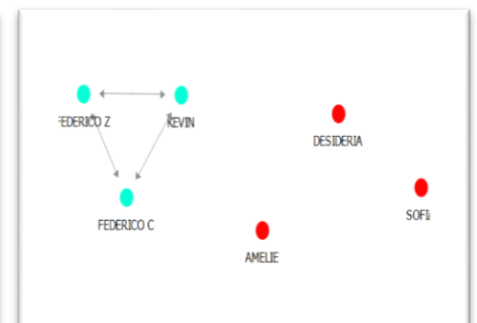 FEDERICO Z
KEVIN
DESIDERIA
FEDERICO C
SOFI
AMELIE